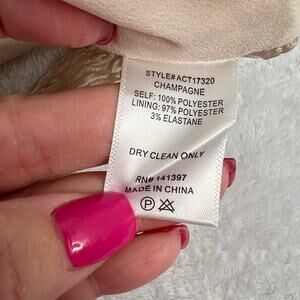 STYLE# ACT17320
CHAMPAGNE
SELF: 100% POLYESTER
LINING: 97% POLYESTER
3% ELASTANE
DRY CLEAN ONLY
RN# 141397
MADE IN CHINA
P